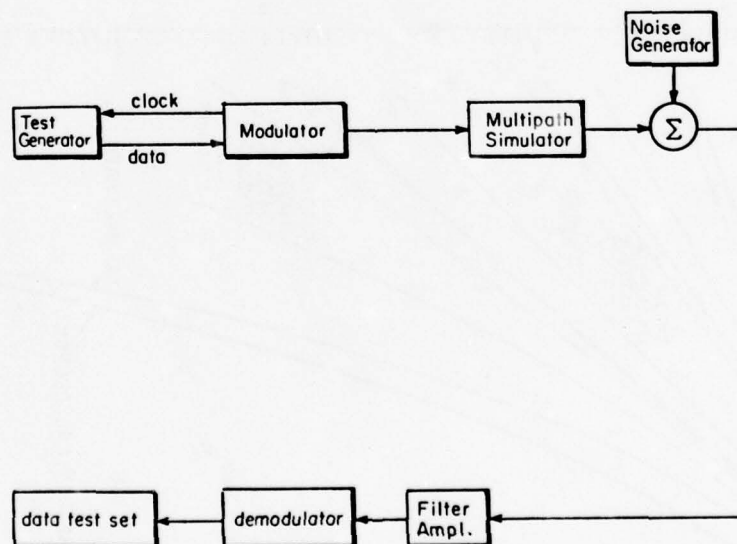 Noise
Generator
clock
Test
Generator
Modulator
Multipath
Simulator
Σ
data
data test set
demodulator
Filter
Ampl.